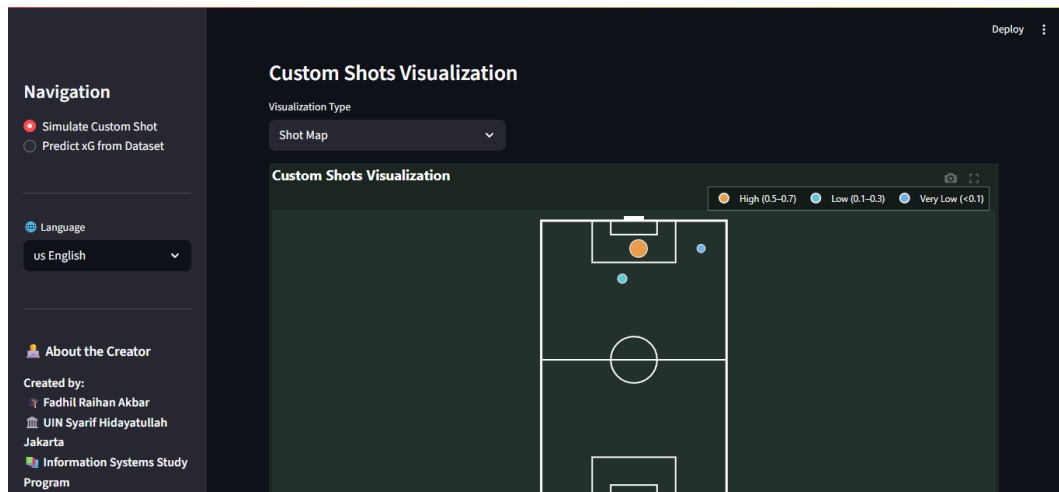 Deploy
Navigation
Simulate Custom Shot
Predict xG from Dataset
Language
us English
About the Creator
Created by:
Fadhil Raihan Akbar
UIN Syarif Hidayatullah
Jakarta
Information Systems Study
Program
Custom Shots Visualization
Visualization Type
Shot Map
Custom Shots Visualization
High (0.5–0.7)
Low (0.1–0.3)
Very Low (<0.1)